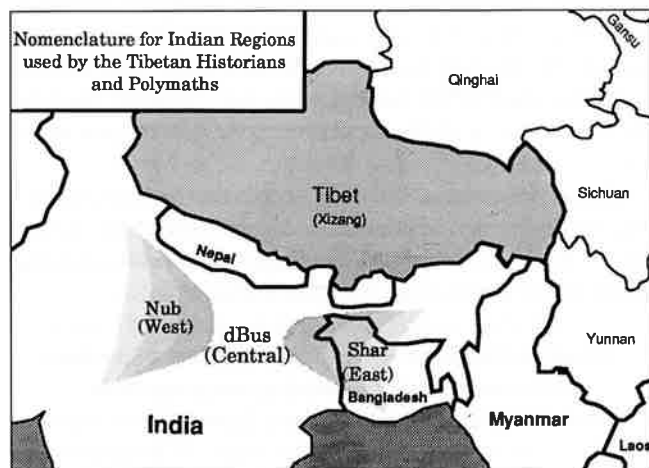 Nomenclature for Indian Regions
used by the Tibetan Historians
and Polymaths
Gansu
Qinghai
Tibet
(Xizang)
Sichuan
Nepal
Nub
(West)
dBus
(Central)
Shar
(East)
Yunnan
Bangladesh
India
Myanmar
Laos